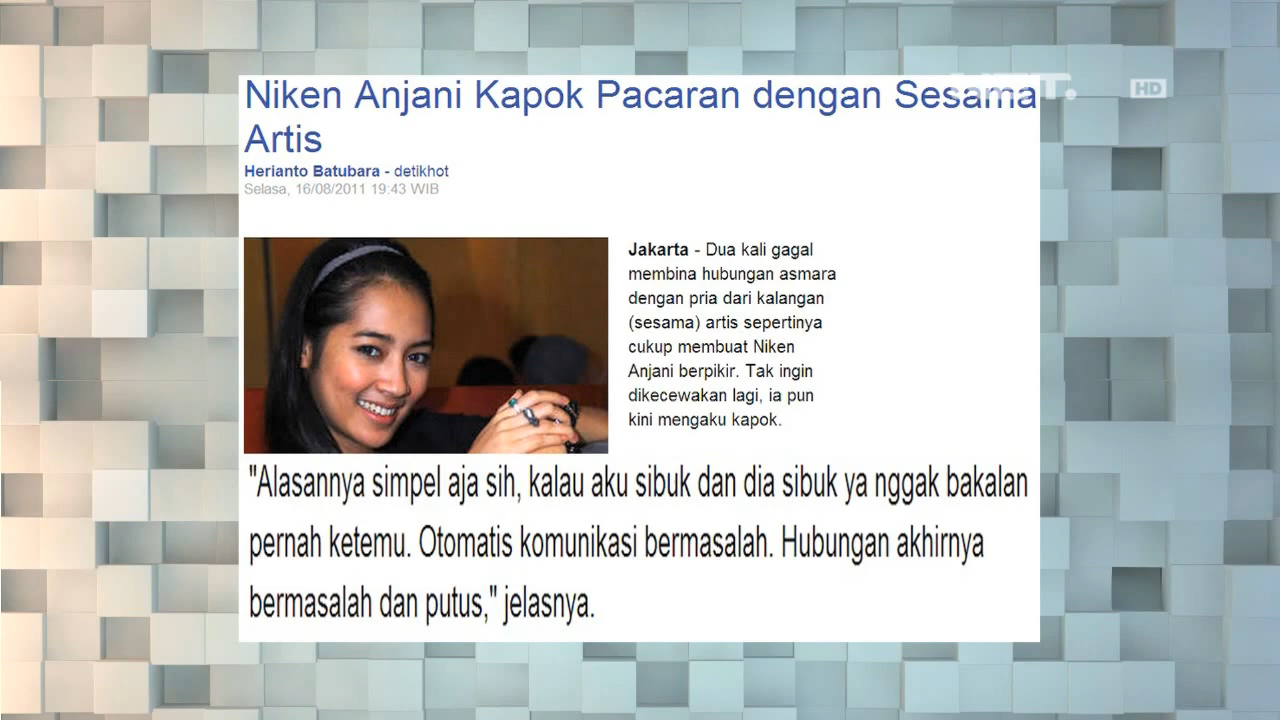 Niken Anjani Kapok Pacaran dengan Sesama
Artis
Herianto Batubara - detikhot
Selasa, 16/08/2011 19:43 WIB
Jakarta - Dua kali gagal
membina hubungan asmara
dengan pria dari kalangan
(sesama) artis sepertinya
cukup membuat Niken
Anjani berpikir. Tak ingin
dikecewakan lagi, ia pun
kini mengaku kapok.
"Alasannya simpel aja sih, kalau aku sibuk dan dia sibuk ya nggak bakalan
pernah ketemu. Otomatis komunikasi bermasalah. Hubungan akhirnya
bermasalah dan putus," jelasnya.
HD